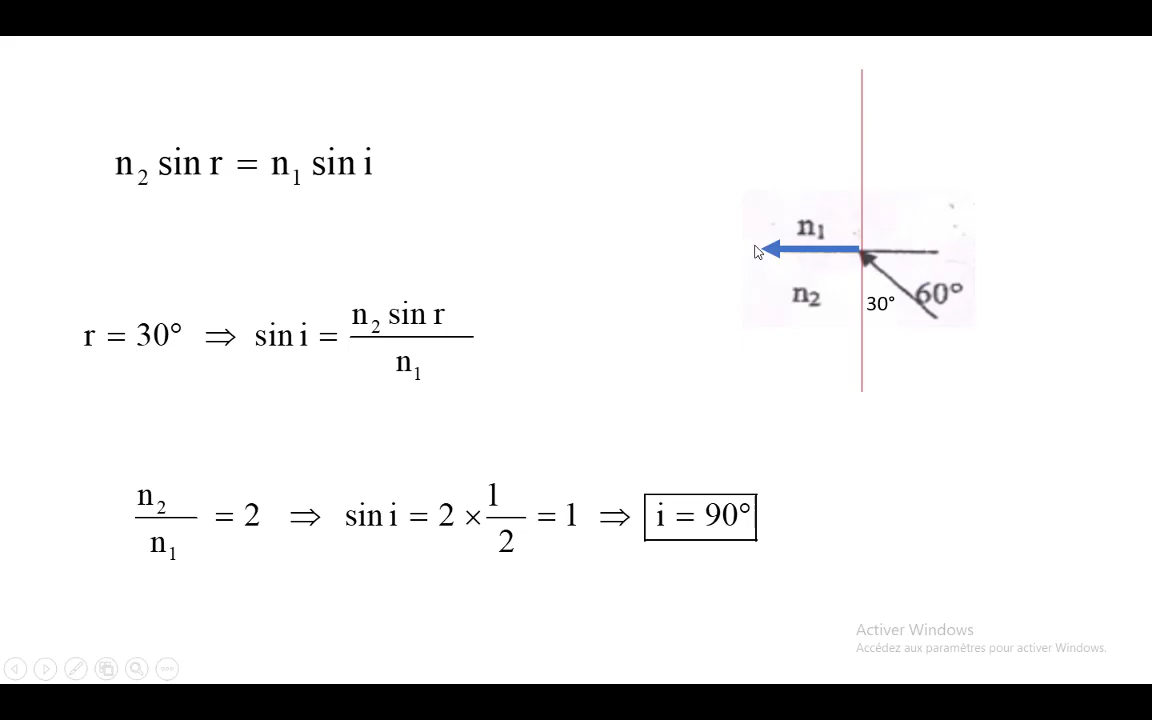 n₂ sin r = n₁ sin i
n₁
n₂
30°
60°
r = 30° ⇒ sin i = n₂ sin r / n₁
n₂ / n₁ = 2 ⇒ sin i = 2 × 1/2 = 1 ⇒ i = 90°
Activer Windows
Accédez aux paramètres pour activer Windows.